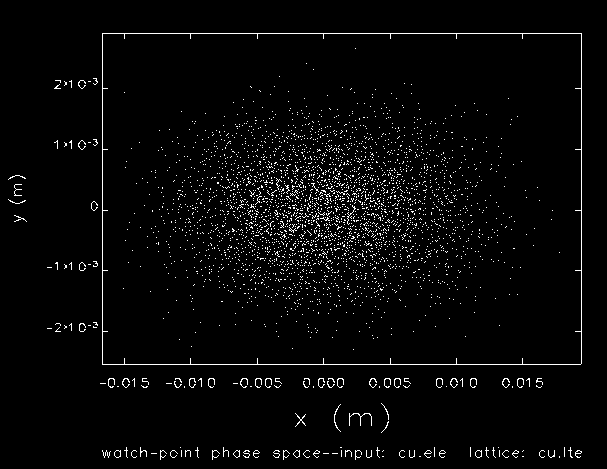 2×10⁻³
1×10⁻³
0
−1×10⁻³
−2×10⁻³
y (m)
−0.015 −0.010 −0.005 0.000 0.005 0.010 0.015
x (m)
watch-point phase space--input: cu.ele lattice: cu.lte